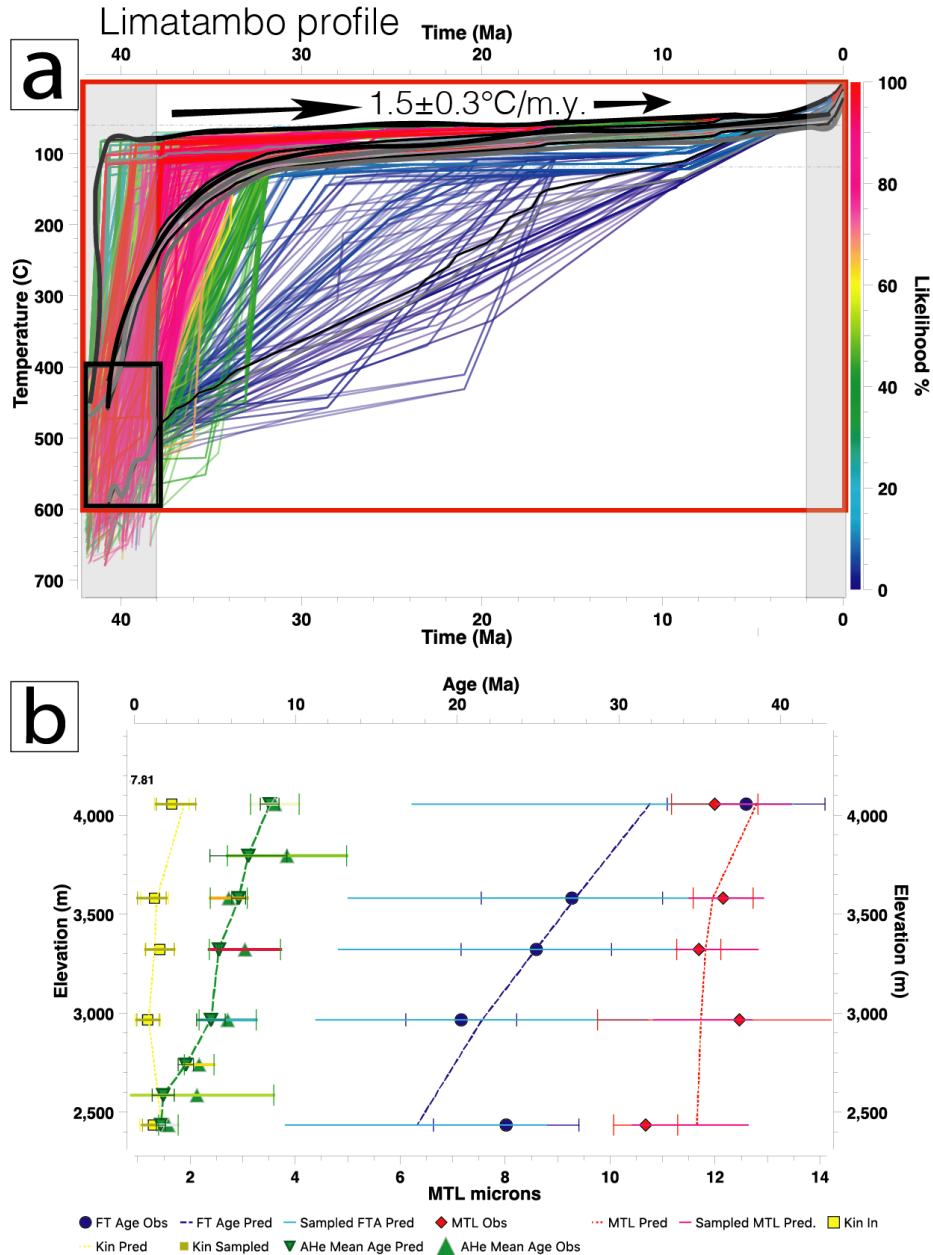 Limatambo profile
a
Time (Ma)
40 30 20 10 0
1.5±0.3°C/m.y.
100
200
300
400
500
600
700
Temperature (C)
100
80
60
40
20
0
Likelihood %
40 30 20 10 0
Time (Ma)
b
Age (Ma)
0 10 20 30 40
7.81
4,000 4,000
3,500 3,500
3,000 3,000
2,500 2,500
Elevation (m)
Elevation (m)
2 4 6 8 10 12 14
MTL microns
FT Age Obs FT Age Pred Sampled FTA Pred MTL Obs MTL Pred Sampled MTL Pred. Kin In
Kin Pred Kin Sampled AHe Mean Age Pred AHe Mean Age Obs